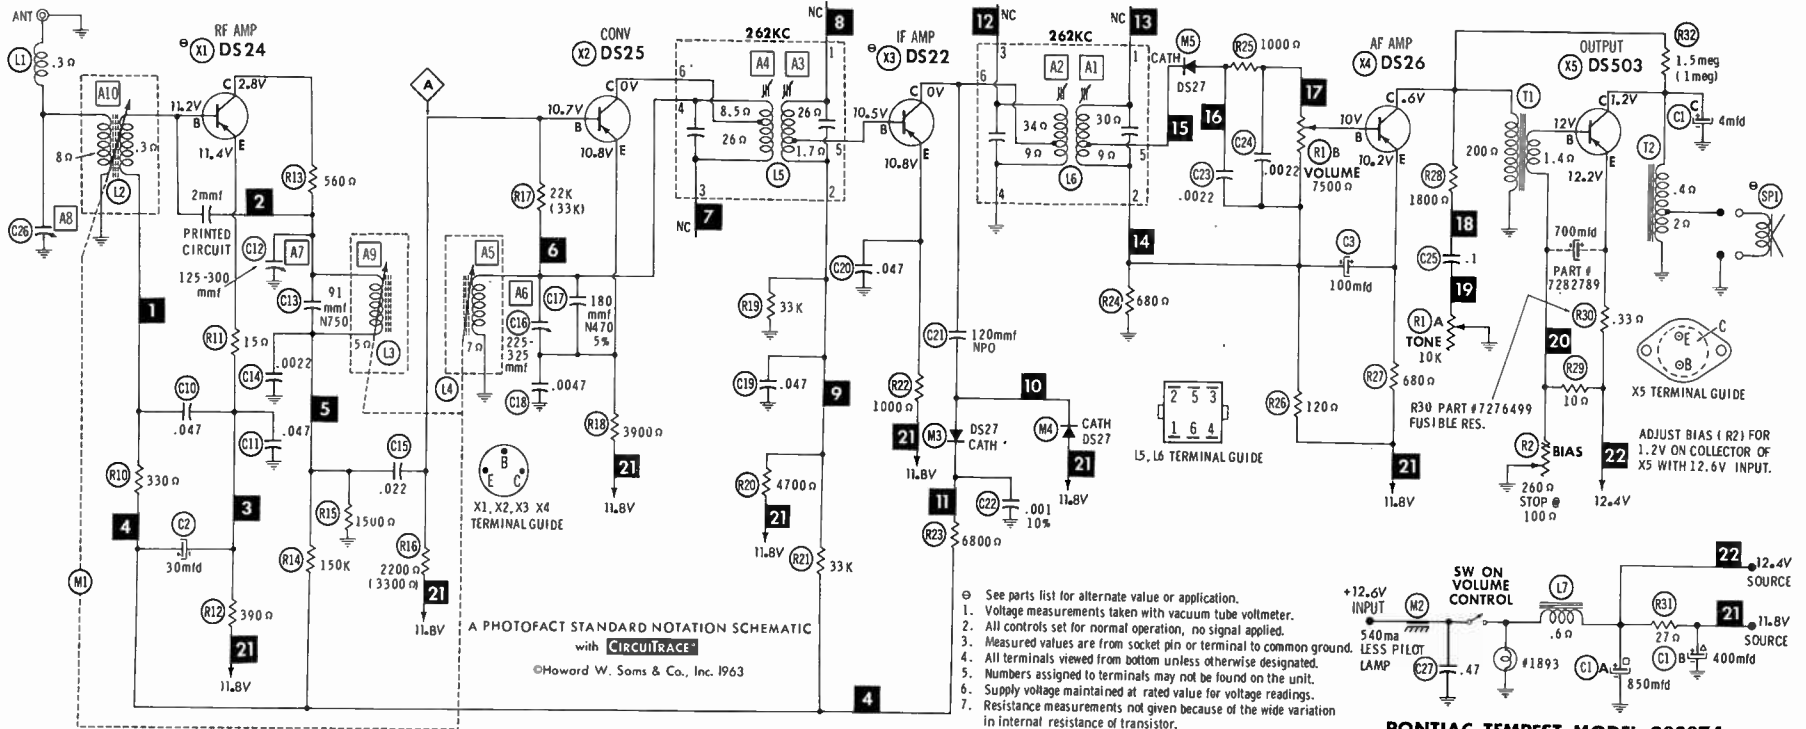 ANT
L1
.3Ω
C26
A8
A10
8Ω
L2
.3Ω
RF AMP
⊖ X1 DS24
C 2.8V
11.2V
B
11.4V
E
2mmf
2
PRINTED
CIRCUIT
R13
560Ω
C12
A7
125-300
mmf
C13
91
mmf
N750
A9
5Ω
L3
1
R11
15Ω
C14
.0022
C10
.047
C11
.047
5
R10
330Ω
4
C2
30mfd
3
R12
390Ω
21
11.8V
M1
R14
150K
R15
1500Ω
C15
.022
R16
2200Ω
(3300Ω)
21
11.8V
A
A5
7Ω
L4
CONV
X2 DS25
C 0V
10.7V
B
E
10.8V
R17
22K
(33K)
6
A6
C16
225-
325
mmf
C17
180
mmf
N470
5%
C18
.0047
R18
3900Ω
21
11.8V
B
E
C
X1, X2, X3 X4
TERMINAL GUIDE
A PHOTOFACT STANDARD NOTATION SCHEMATIC
with CIRCUITRACE
©Howard W. Sams & Co., Inc. 1963
262KC
NC
8
6
4
A4
A3
1
8.5Ω
26Ω
26Ω
1.7Ω
5
L5
3
2
NC
7
R19
33K
C19
.047
9
R20
4700Ω
21
11.8V
R21
33K
4
IF AMP
⊖ X3 DS22
C 0V
10.5V
B
E
10.8V
C20
.047
R22
1000Ω
21
11.8V
C21
120mmf
NPO
10
M3
DS27
CATH
M4
CATH
DS27
21
11.8V
11
C22
.001
10%
R23
6800Ω
12
NC
NC
13
262KC
6
3
A2
A1
1
34Ω
9Ω
30Ω
9Ω
5
L6
4
2
14
R24
680Ω
M5
CATH
DS27
15
16
R25
1000Ω
C23
.0022
C24
.0022
17
R1 B
VOLUME
7500Ω
C3
100mfd
R26
120Ω
2 5 3
1 6 4
L5, L6 TERMINAL GUIDE
AF AMP
X4 DS26
C .6V
10V
B
10.2V
E
R27
680Ω
21
11.8V
R28
1800Ω
18
C25
.1
19
R1 A
TONE
10K
R30 PART #7276499
FUSIBLE RES.
OUTPUT
X5 DS503
T1
200Ω
1.4Ω
C 1.2V
12V
B
E
12.2V
R32
1.5meg
(1meg)
C
C1
4mfd
T2
.4Ω
2Ω
⊖
SP1
700mfd
PART #
7282789
R30
.33Ω
20
R29
10Ω
R2
BIAS
260Ω
STOP @
100Ω
22
12.4V
C
E
B
X5 TERMINAL GUIDE
ADJUST BIAS (R2) FOR
1.2V ON COLLECTOR OF
X5 WITH 12.6V INPUT.
⊖ See parts list for alternate value or application.
1. Voltage measurements taken with vacuum tube voltmeter.
2. All controls set for normal operation, no signal applied.
3. Measured values are from socket pin or terminal to common ground.
4. All terminals viewed from bottom unless otherwise designated.
5. Numbers assigned to terminals may not be found on the unit.
6. Supply voltage maintained at rated value for voltage readings.
7. Resistance measurements not given because of the wide variation
in internal resistance of transistor.
+12.6V
INPUT
540ma
LESS PILOT
LAMP
M2
C27
.47
SW ON
VOLUME
CONTROL
#1893
L7
.6Ω
C1 A
850mfd
R31
27Ω
C1 B
400mfd
22
12.4V
SOURCE
21
11.8V
SOURCE
PONTIAC TEMPEST MODEL